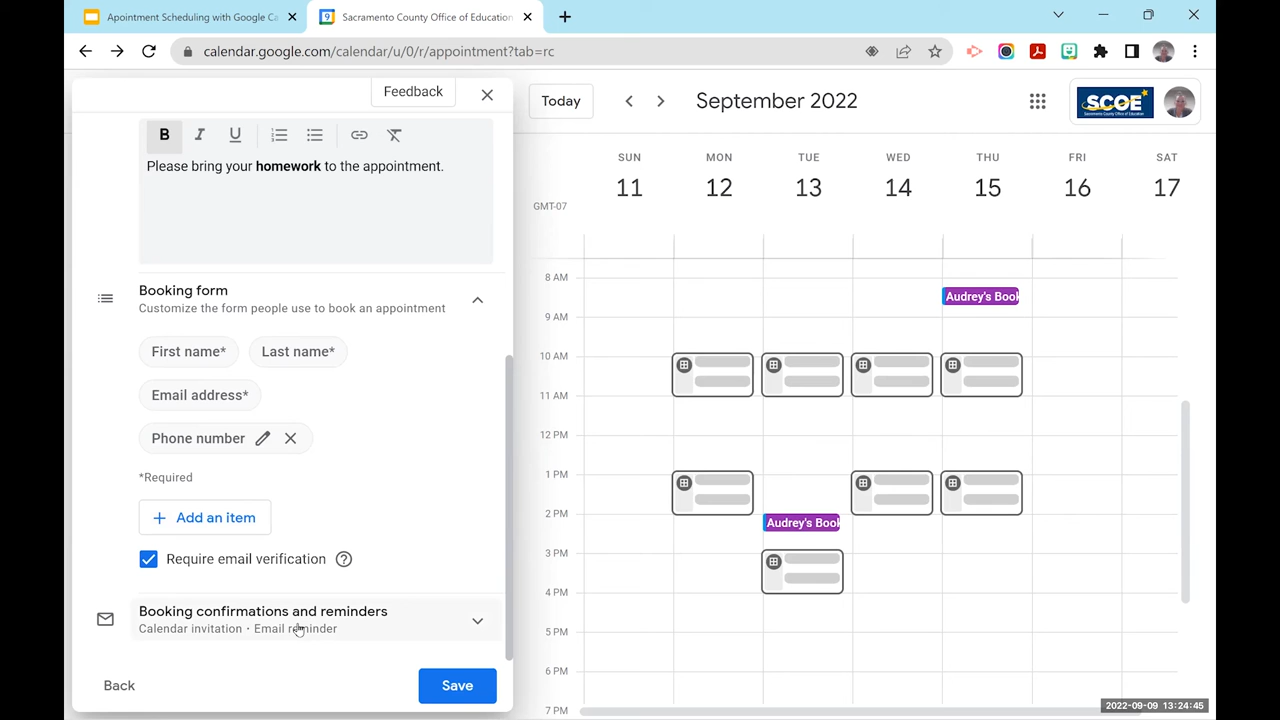 Apointment Scheduling with Google Ca
Sacramento County Office of Education
calendar.google.com/calendar/u/0/r/appointment?tab=rc
Feedback
Today
September 2022
SCOE
Sacramento County Office of Education
B I U
Please bring your homework to the appointment.
SUN MON TUE WED THU FRI SAT
11 12 13 14 15 16 17
GMT-07
Booking form
Customize the form people use to book an appointment
First name* Last name*
Email address*
Phone number
*Required
Add an item
Require email verification
Booking confirmations and reminders
Calendar invitation • Email reminder
Back
Save
8 AM
Audrey's Book
9 AM
10 AM
11 AM
12 PM
1 PM
2 PM
Audrey's Book
3 PM
4 PM
5 PM
6 PM
7 PM
2022-09-09 13:24:45